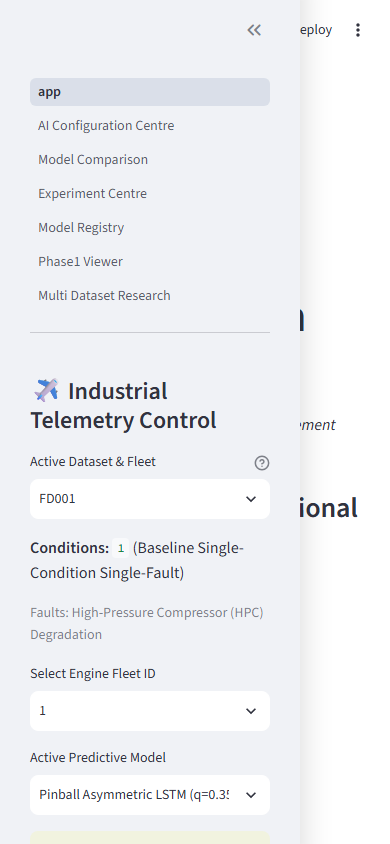 eploy
app
AI Configuration Centre
Model Comparison
Experiment Centre
Model Registry
Phase1 Viewer
Multi Dataset Research
Industrial
Telemetry Control
ement
Active Dataset & Fleet
FD001
ional
Conditions: 1 (Baseline Single-
Condition Single-Fault)
Faults: High-Pressure Compressor (HPC)
Degradation
Select Engine Fleet ID
1
Active Predictive Model
Pinball Asymmetric LSTM (q=0.35